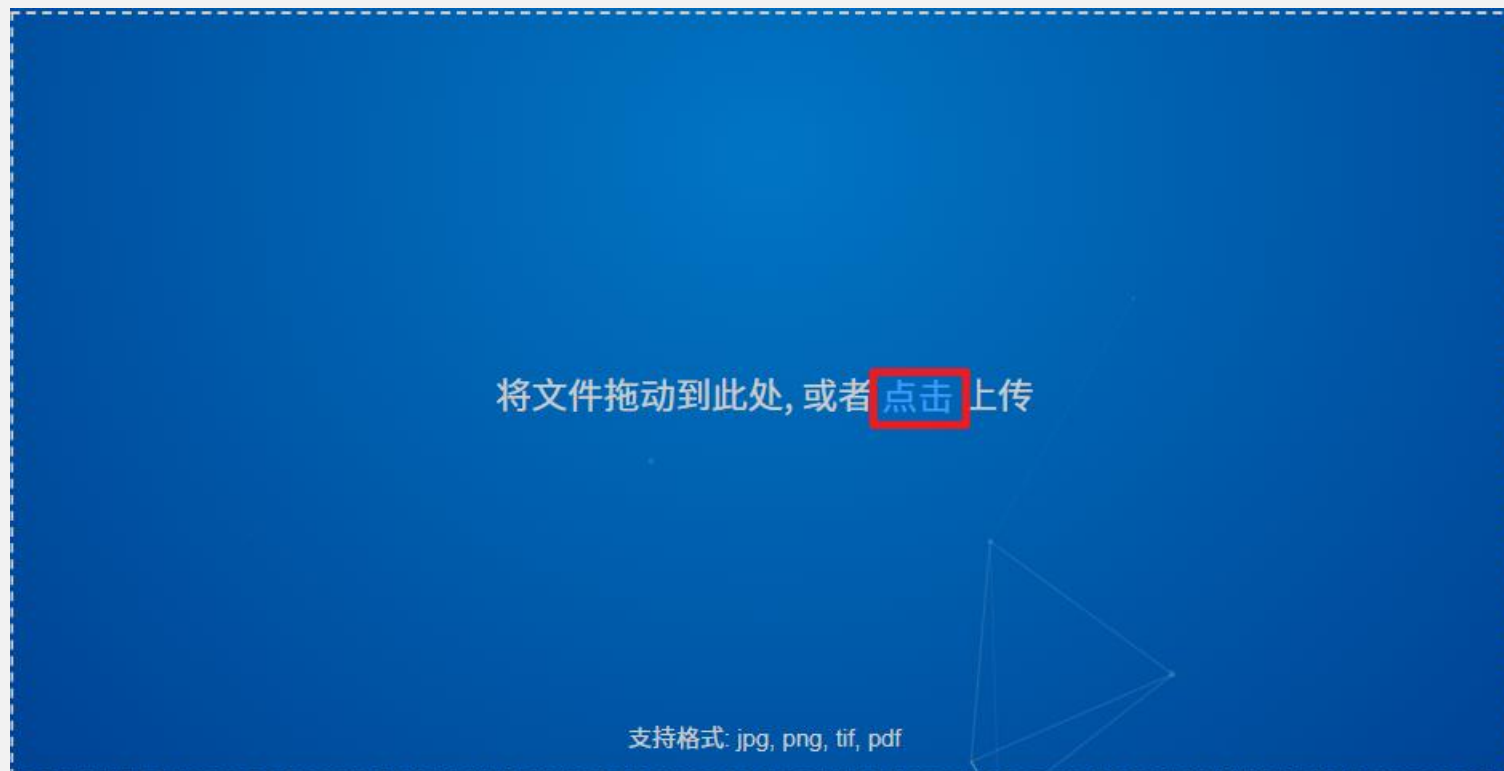 将文件拖动到此处, 或者 点击 上传
支持格式: jpg, png, tif, pdf